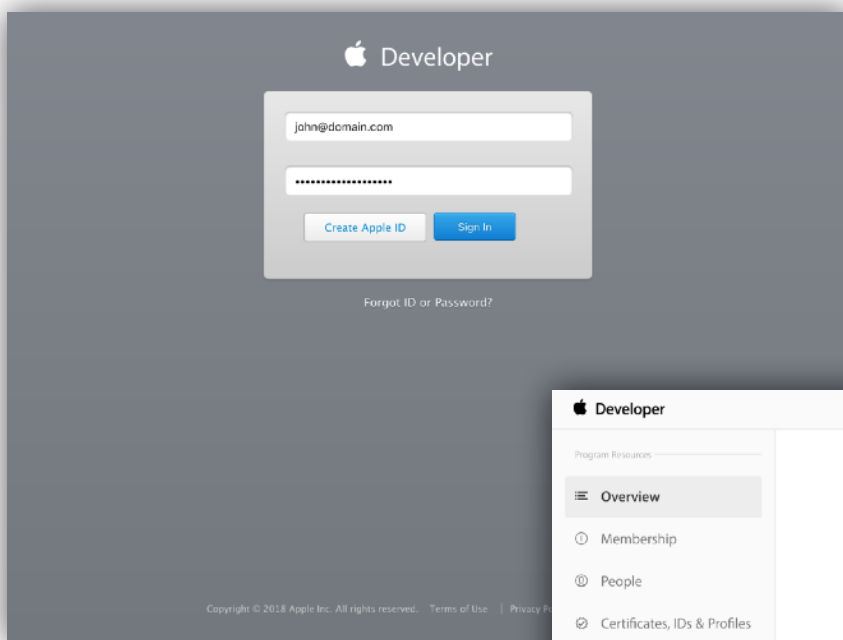 Developer
john@domain.com
•••••••••••••••••••
Create Apple ID
Sign In
Forgot ID or Password?
Copyright © 2018 Apple Inc. All rights reserved. Terms of Use | Privacy
Developer
Program Resources
Overview
Membership
People
Certificates, IDs & Profiles